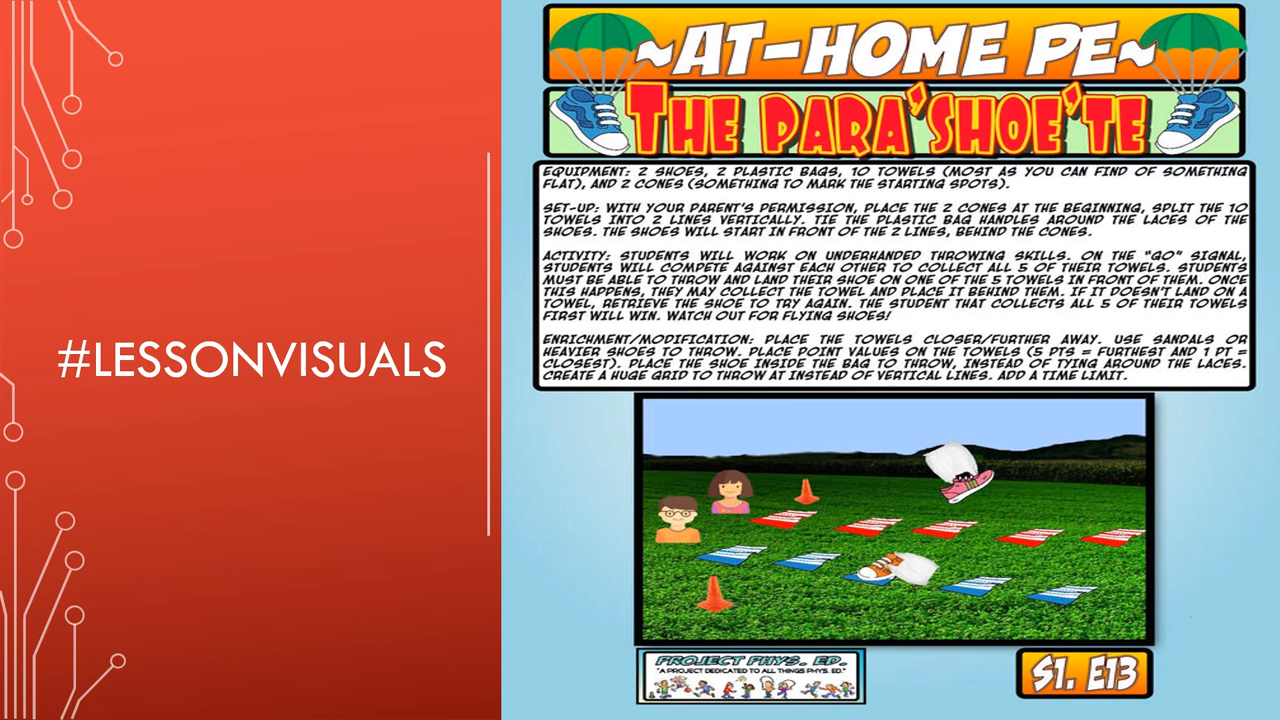 #LESSONVISUALS
~AT-HOME PE~
THE PARA'SHOE'TE
EQUIPMENT: 2 SHOES, 2 PLASTIC BAGS, 10 TOWELS (MOST AS YOU CAN FIND OF SOMETHING
FLAT), AND 2 CONES (SOMETHING TO MARK THE STARTING SPOTS).
SET-UP: WITH YOUR PARENT'S PERMISSION, PLACE THE 2 CONES AT THE BEGINNING, SPLIT THE 10
TOWELS INTO 2 LINES VERTICALLY. TIE THE PLASTIC BAG HANDLES AROUND THE LACES OF THE
SHOES. THE SHOES WILL START IN FRONT OF THE 2 LINES, BEHIND THE CONES.
ACTIVITY: STUDENTS WILL WORK ON UNDERHANDED THROWING SKILLS. ON THE "GO" SIGNAL,
STUDENTS WILL COMPETE AGAINST EACH OTHER TO COLLECT ALL 5 OF THEIR TOWELS. STUDENTS
MUST BE ABLE TO THROW AND LAND THEIR SHOE ON ONE OF THE 5 TOWELS IN FRONT OF THEM. ONCE
THIS HAPPENS, THEY MAY COLLECT THE TOWEL AND PLACE IT BEHIND THEM. IF IT DOESN'T LAND ON A
TOWEL, RETRIEVE THE SHOE TO TRY AGAIN. THE STUDENT THAT COLLECTS ALL 5 OF THEIR TOWELS
FIRST WILL WIN. WATCH OUT FOR FLYING SHOES!
ENRICHMENT/MODIFICATION: PLACE THE TOWELS CLOSER/FURTHER AWAY. USE SANDALS OR
HEAVIER SHOES TO THROW. PLACE POINT VALUES ON THE TOWELS (5 PTS = FURTHEST AND 1 PT =
CLOSEST). PLACE THE SHOE INSIDE THE BAG TO THROW, INSTEAD OF TYING AROUND THE LACES.
CREATE A HUGE GRID TO THROW AT INSTEAD OF VERTICAL LINES. ADD A TIME LIMIT.
PROJECT PHYS. ED.
"A PROJECT DEDICATED TO ALL THINGS PHYS. ED."
S1. E13